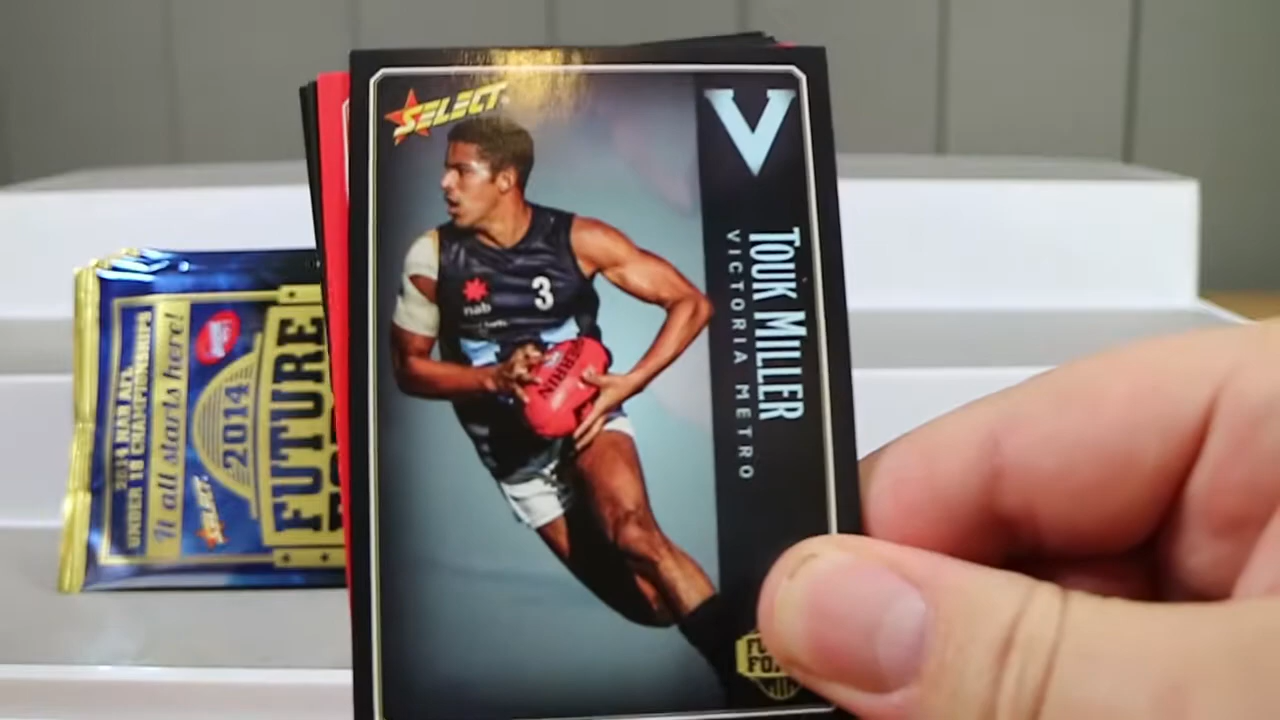 SELECT
V
TOUK MILLER
VICTORIA METRO
3
nab
2014 NAB AFL
UNDER 18 CHAMPIONSHIPS
It all starts here!
2014
SELECT
FUTURE